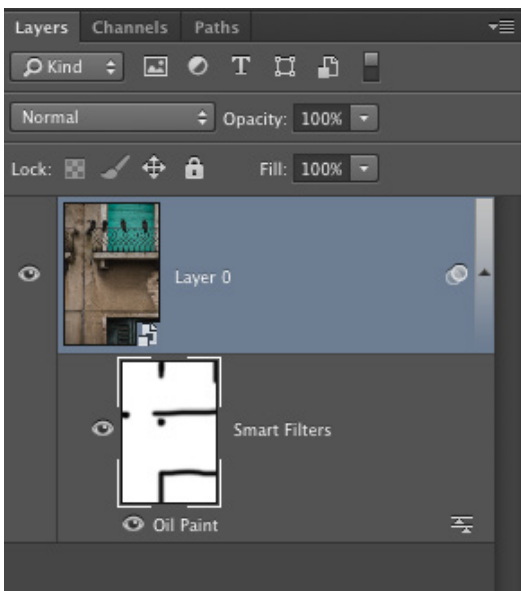 Layers Channels Paths
Kind T
Normal Opacity: 100%
Lock: Fill: 100%
Layer 0
Smart Filters
Oil Paint